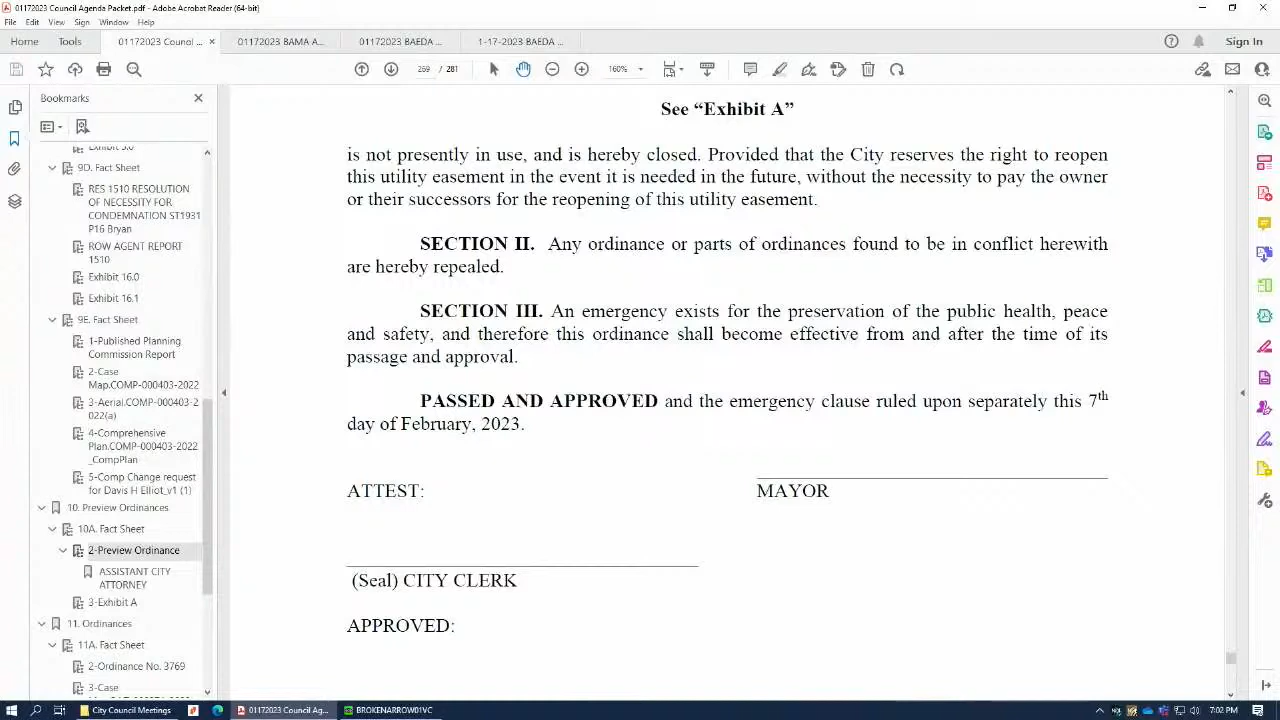 01172023 Council Agenda Packet.pdf - Adobe Acrobat Reader (64-bit)
File Edit View Sign Window Help
Home Tools 01172023 Council ... × 01172023 BAMA A... 01172023 BAEDA ... 1-17-2023 BAEDA ... Sign In
269 / 281 160%
Bookmarks
Exhibit 5.0
9D. Fact Sheet
RES 1510 RESOLUTION
OF NECESSITY FOR
CONDEMNATION ST1931
P16 Bryan
ROW AGENT REPORT
1510
Exhibit 16.0
Exhibit 16.1
9E. Fact Sheet
1-Published Planning
Commission Report
2-Case
Map.COMP-000403-2022
3-Aerial.COMP-000403-2
022(a)
4-Comprehensive
Plan.COMP-000403-2022
_CompPlan
5-Comp Change request
for Davis H Elliot_v1 (1)
10. Preview Ordinances
10A. Fact Sheet
2-Preview Ordinance
ASSISTANT CITY
ATTORNEY
3-Exhibit A
11. Ordinances
11A. Fact Sheet
2-Ordinance No. 3769
3-Case
See “Exhibit A”
is not presently in use, and is hereby closed. Provided that the City reserves the right to reopen
this utility easement in the event it is needed in the future, without the necessity to pay the owner
or their successors for the reopening of this utility easement.
SECTION II. Any ordinance or parts of ordinances found to be in conflict herewith
are hereby repealed.
SECTION III. An emergency exists for the preservation of the public health, peace
and safety, and therefore this ordinance shall become effective from and after the time of its
passage and approval.
PASSED AND APPROVED and the emergency clause ruled upon separately this 7th
day of February, 2023.
ATTEST: MAYOR
(Seal) CITY CLERK
APPROVED:
City Council Meetings 01172023 Council Ag... BROKENARROW01VC 7:02 PM